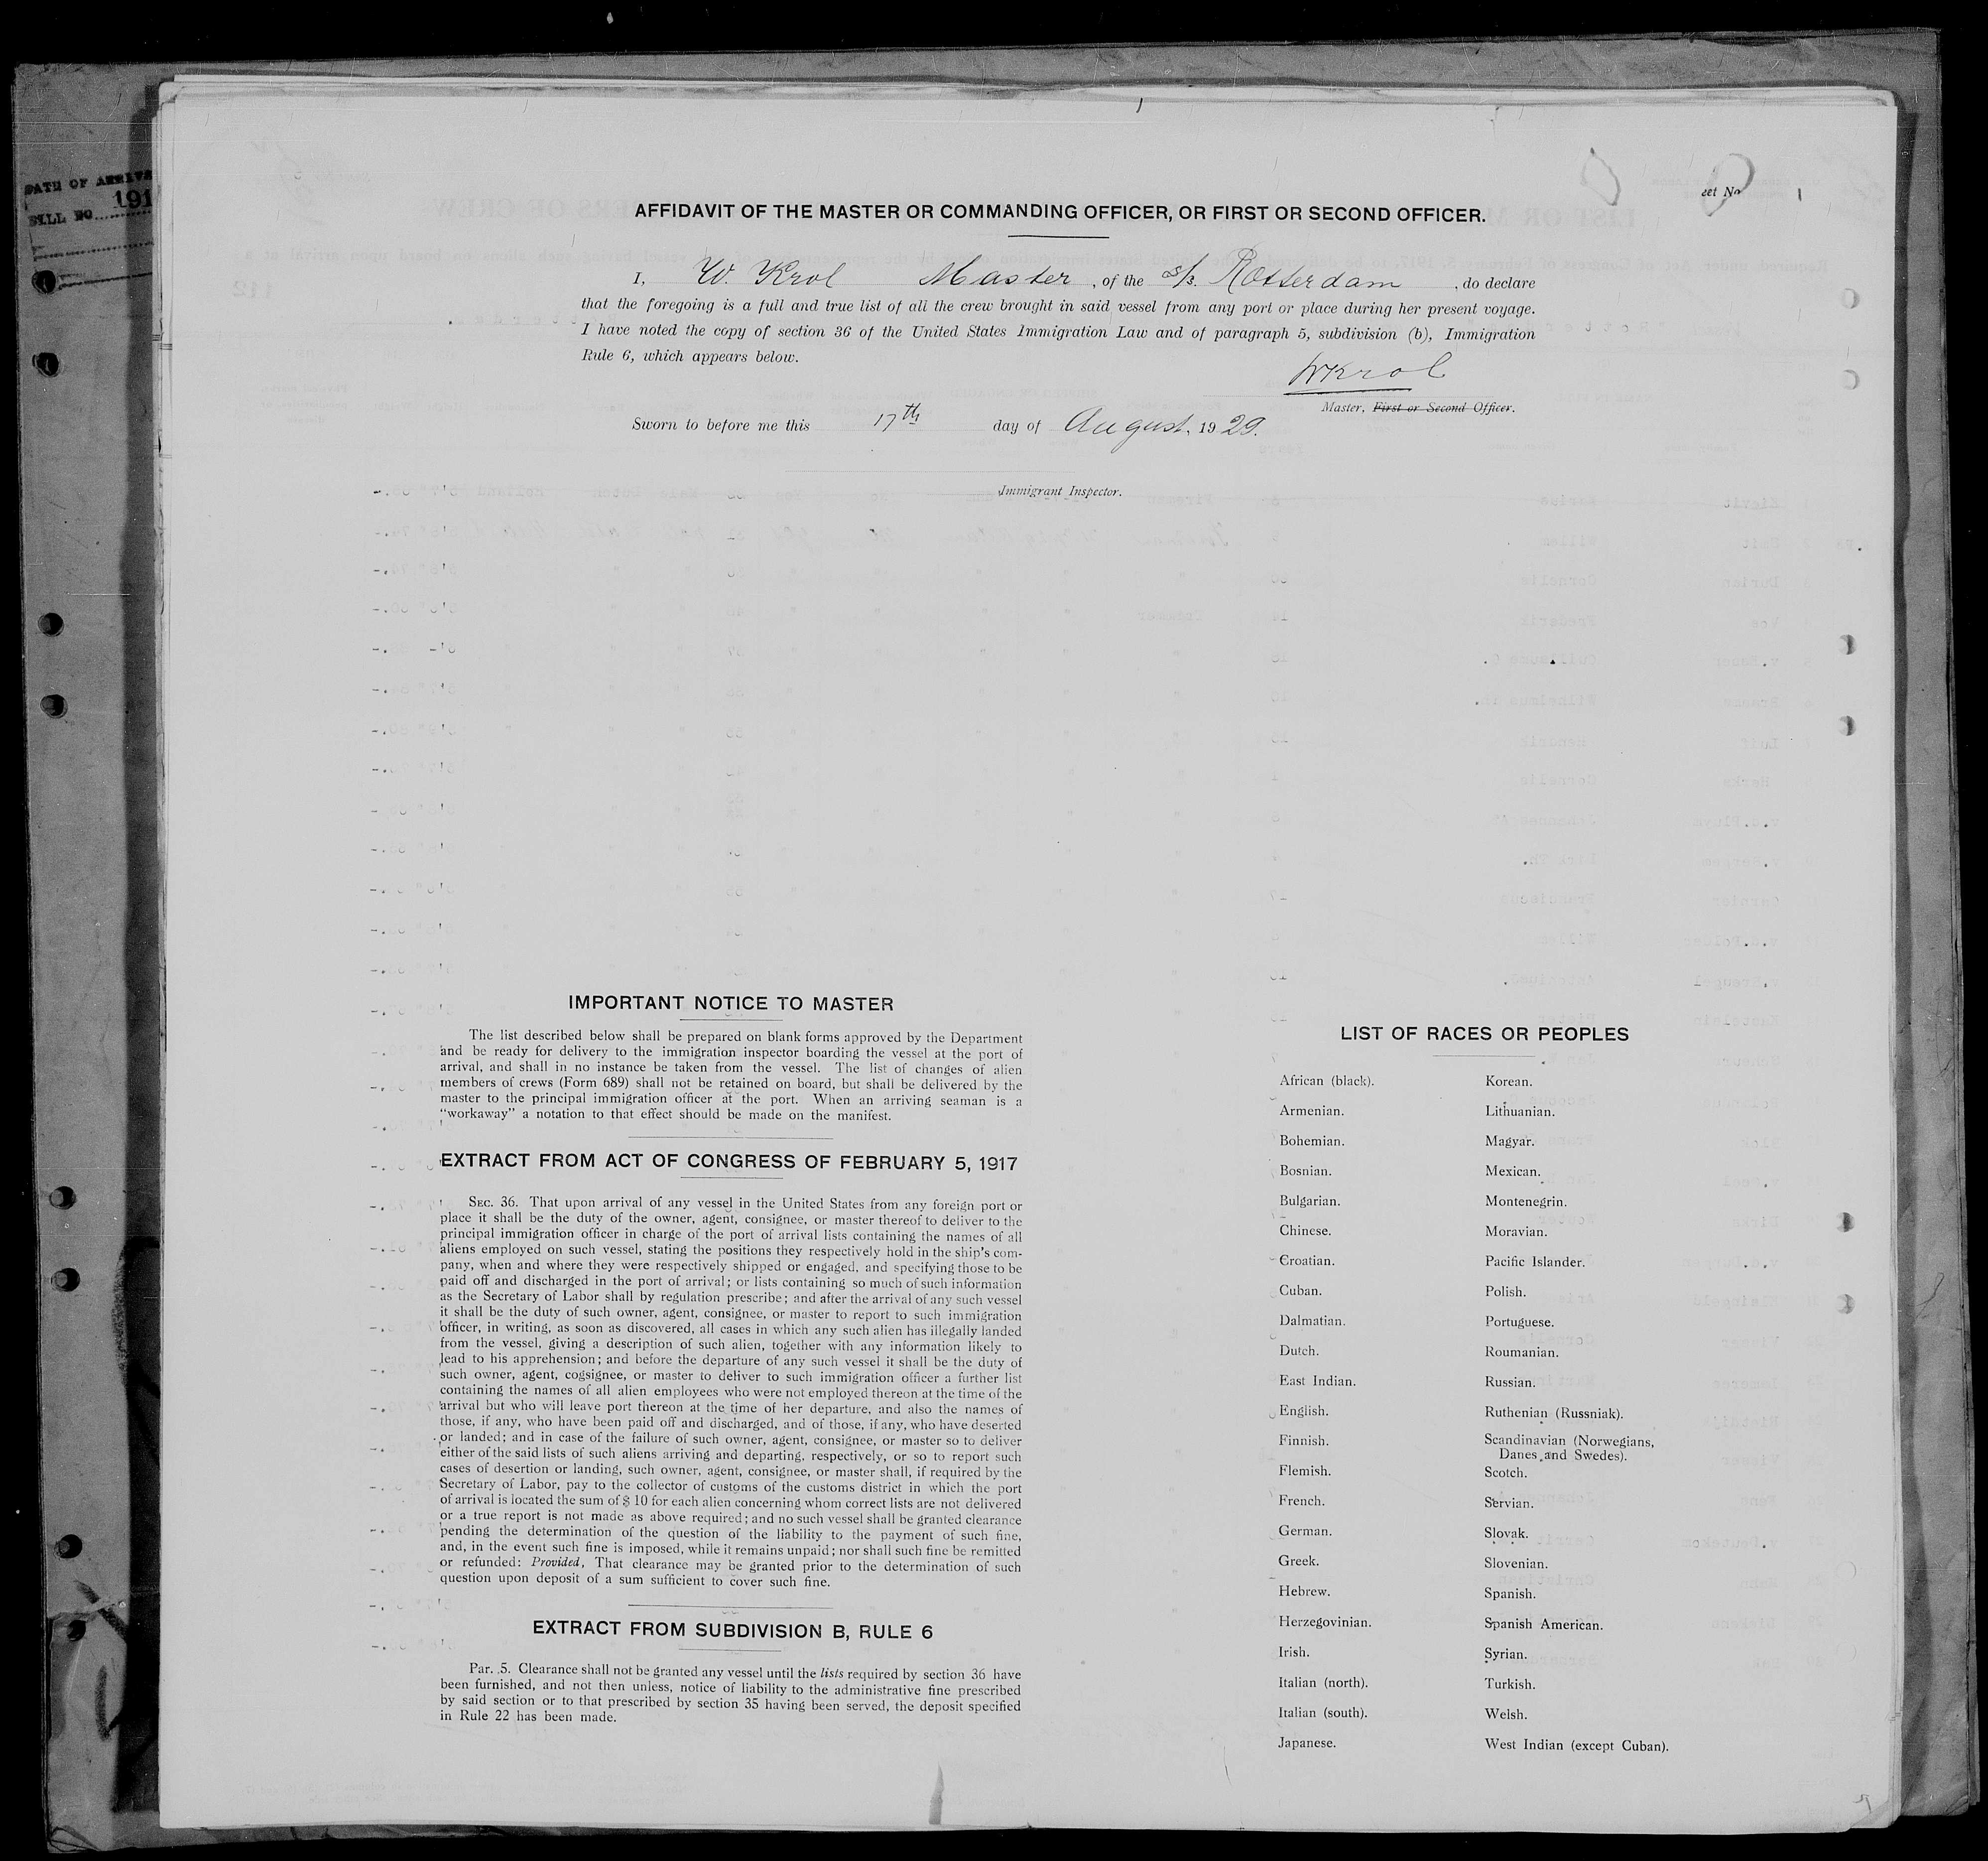 DATE OF ARRIVA
BILL NO. 191
eet No
AFFIDAVIT OF THE MASTER OR COMMANDING OFFICER, OR FIRST OR SECOND OFFICER.
I, W. Krol Master, of the s/s. Rotterdam, do declare
that the foregoing is a full and true list of all the crew brought in said vessel from any port or place during her present voyage.
I have noted the copy of section 36 of the United States Immigration Law and of paragraph 5, subdivision (b), Immigration
Rule 6, which appears below.
WKrol
Master, First or Second Officer.
Sworn to before me this 17th day of August, 1929.
Immigrant Inspector.
IMPORTANT NOTICE TO MASTER
The list described below shall be prepared on blank forms approved by the Department
and be ready for delivery to the immigration inspector boarding the vessel at the port of
arrival, and shall in no instance be taken from the vessel. The list of changes of alien
members of crews (Form 689) shall not be retained on board, but shall be delivered by the
master to the principal immigration officer at the port. When an arriving seaman is a
“workaway” a notation to that effect should be made on the manifest.
EXTRACT FROM ACT OF CONGRESS OF FEBRUARY 5, 1917
SEC. 36. That upon arrival of any vessel in the United States from any foreign port or
place it shall be the duty of the owner, agent, consignee, or master thereof to deliver to the
principal immigration officer in charge of the port of arrival lists containing the names of all
aliens employed on such vessel, stating the positions they respectively hold in the ship's com-
pany, when and where they were respectively shipped or engaged, and specifying those to be
paid off and discharged in the port of arrival; or lists containing so much of such information
as the Secretary of Labor shall by regulation prescribe; and after the arrival of any such vessel
it shall be the duty of such owner, agent, consignee, or master to report to such immigration
officer, in writing, as soon as discovered, all cases in which any such alien has illegally landed
from the vessel, giving a description of such alien, together with any information likely to
lead to his apprehension; and before the departure of any such vessel it shall be the duty of
such owner, agent, cogsignee, or master to deliver to such immigration officer a further list
containing the names of all alien employees who were not employed thereon at the time of the
arrival but who will leave port thereon at the time of her departure, and also the names of
those, if any, who have been paid off and discharged, and of those, if any, who have deserted
or landed; and in case of the failure of such owner, agent, consignee, or master so to deliver
either of the said lists of such aliens arriving and departing, respectively, or so to report such
cases of desertion or landing, such owner, agent, consignee, or master shall, if required by the
Secretary of Labor, pay to the collector of customs of the customs district in which the port
of arrival is located the sum of $ 10 for each alien concerning whom correct lists are not delivered
or a true report is not made as above required; and no such vessel shall be granted clearance
pending the determination of the question of the liability to the payment of such fine,
and, in the event such fine is imposed, while it remains unpaid; nor shall such fine be remitted
or refunded: Provided, That clearance may be granted prior to the determination of such
question upon deposit of a sum sufficient to cover such fine.
EXTRACT FROM SUBDIVISION B, RULE 6
Par. 5. Clearance shall not be granted any vessel until the lists required by section 36 have
been furnished, and not then unless, notice of liability to the administrative fine prescribed
by said section or to that prescribed by section 35 having been served, the deposit specified
in Rule 22 has been made.
LIST OF RACES OR PEOPLES
African (black).
Armenian.
Bohemian.
Bosnian.
Bulgarian.
Chinese.
Croatian.
Cuban.
Dalmatian.
Dutch.
East Indian.
English.
Finnish.
Flemish.
French.
German.
Greek.
Hebrew.
Herzegovinian.
Irish.
Italian (north).
Italian (south).
Japanese.
Korean.
Lithuanian.
Magyar.
Mexican.
Montenegrin.
Moravian.
Pacific Islander.
Polish.
Portuguese.
Roumanian.
Russian.
Ruthenian (Russniak).
Scandinavian (Norwegians,
Danes and Swedes).
Scotch.
Servian.
Slovak.
Slovenian.
Spanish.
Spanish American.
Syrian.
Turkish.
Welsh.
West Indian (except Cuban).